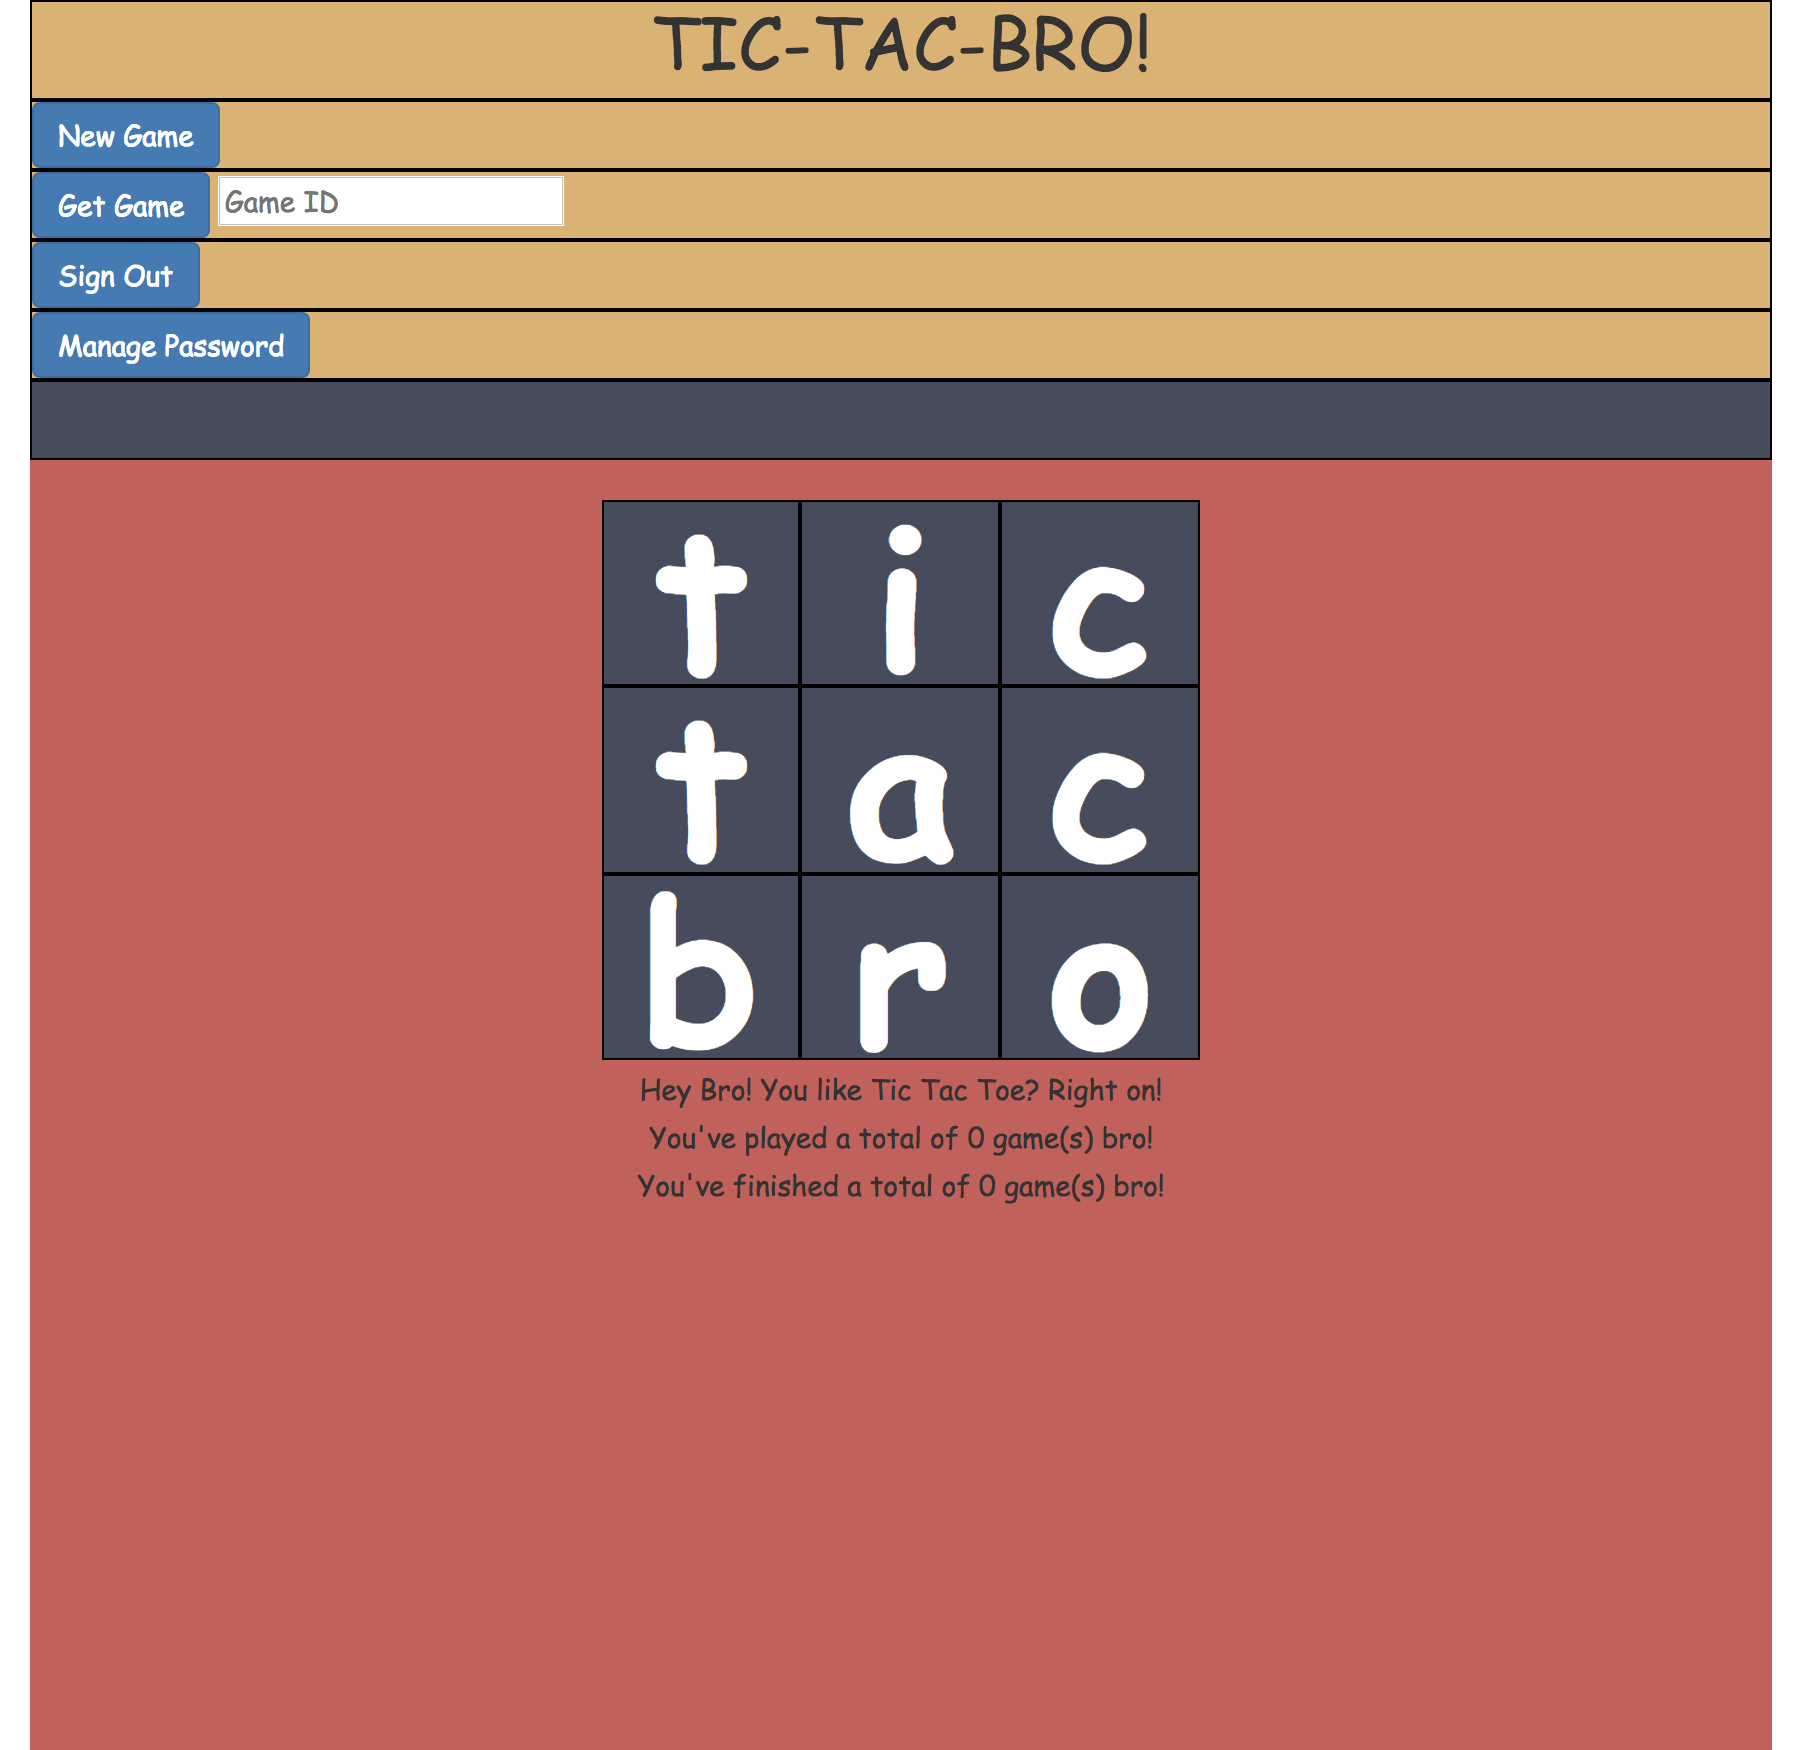 TIC-TAC-BRO!
New Game
Get Game Game ID
Sign Out
Manage Password
t i c
t a c
b r o
Hey Bro! You like Tic Tac Toe? Right on!
You've played a total of 0 game(s) bro!
You've finished a total of 0 game(s) bro!